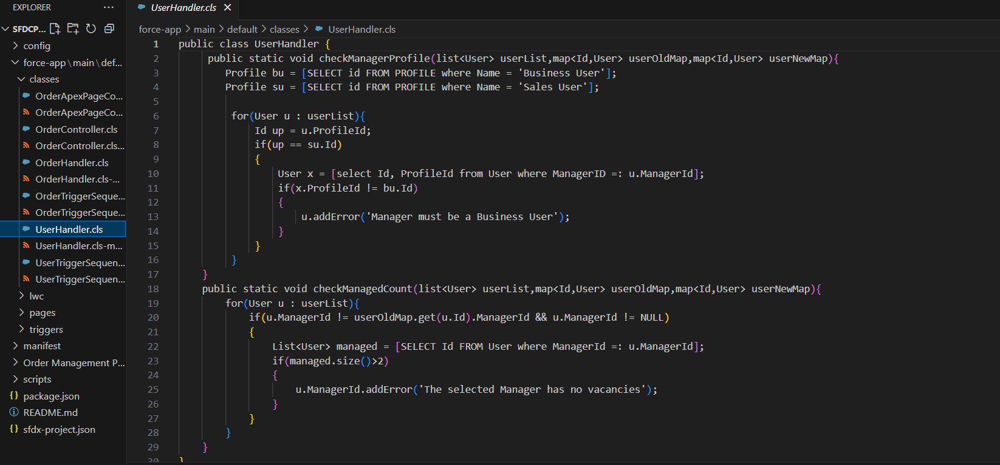 EXPLORER
SFDCP...
config
force-app\main\def...
classes
OrderApexPageCo...
OrderApexPageCo...
OrderController.cls
OrderController.cls...
OrderHandler.cls
OrderHandler.cls-...
OrderTriggerSeque...
OrderTriggerSeque...
UserHandler.cls
UserHandler.cls-m...
UserTriggerSequen...
UserTriggerSequen...
lwc
pages
triggers
manifest
Order Management P...
scripts
package.json
README.md
sfdx-project.json
UserHandler.cls
force-app > main > default > classes > UserHandler.cls
1 public class UserHandler {
2 public static void checkManagerProfile(list<User> userList,map<Id,User> userOldMap,map<Id,User> userNewMap){
3 Profile bu = [SELECT id FROM PROFILE where Name = 'Business User'];
4 Profile su = [SELECT id FROM PROFILE where Name = 'Sales User'];
5
6 for(User u : userList){
7 Id up = u.ProfileId;
8 if(up == su.Id)
9 {
10 User x = [select Id, ProfileId from User where ManagerID =: u.ManagerId];
11 if(x.ProfileId != bu.Id)
12 {
13 u.addError('Manager must be a Business User');
14 }
15 }
16 }
17 }
18 public static void checkManagedCount(list<User> userList,map<Id,User> userOldMap,map<Id,User> userNewMap){
19 for(User u : userList){
20 if(u.ManagerId != userOldMap.get(u.Id).ManagerId && u.ManagerId != NULL)
21 {
22 List<User> managed = [SELECT Id FROM User where ManagerId =: u.ManagerId];
23 if(managed.size()>2)
24 {
25 u.ManagerId.addError('The selected Manager has no vacancies');
26 }
27 }
28 }
29 }
30 }